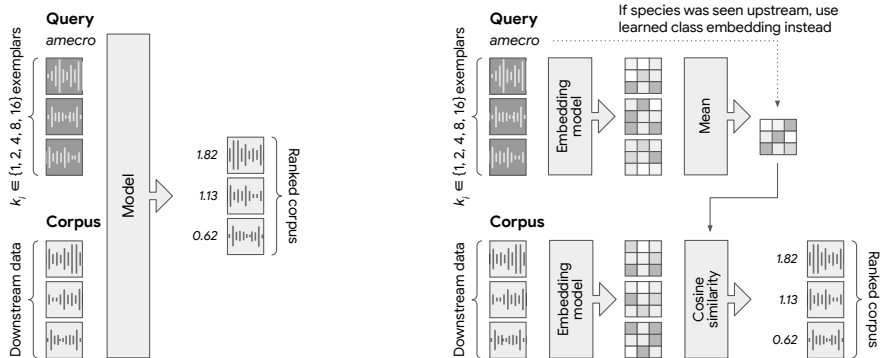 Query
amecro
k_i ∈ {1, 2, 4, 8, 16} exemplars
Corpus
Downstream data
Model
1.82
1.13
0.62
Ranked corpus
If species was seen upstream, use
learned class embedding instead
Query
amecro
k_i ∈ {1, 2, 4, 8, 16} exemplars
Embedding
model
Mean
Corpus
Downstream data
Embedding
model
Cosine
similarity
1.82
1.13
0.62
Ranked corpus